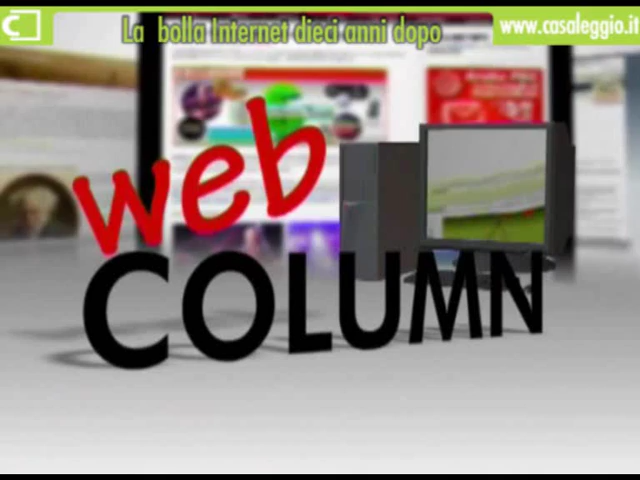 La bolla Internet dieci anni dopo
www.casaleggio.it
web
COLUMN